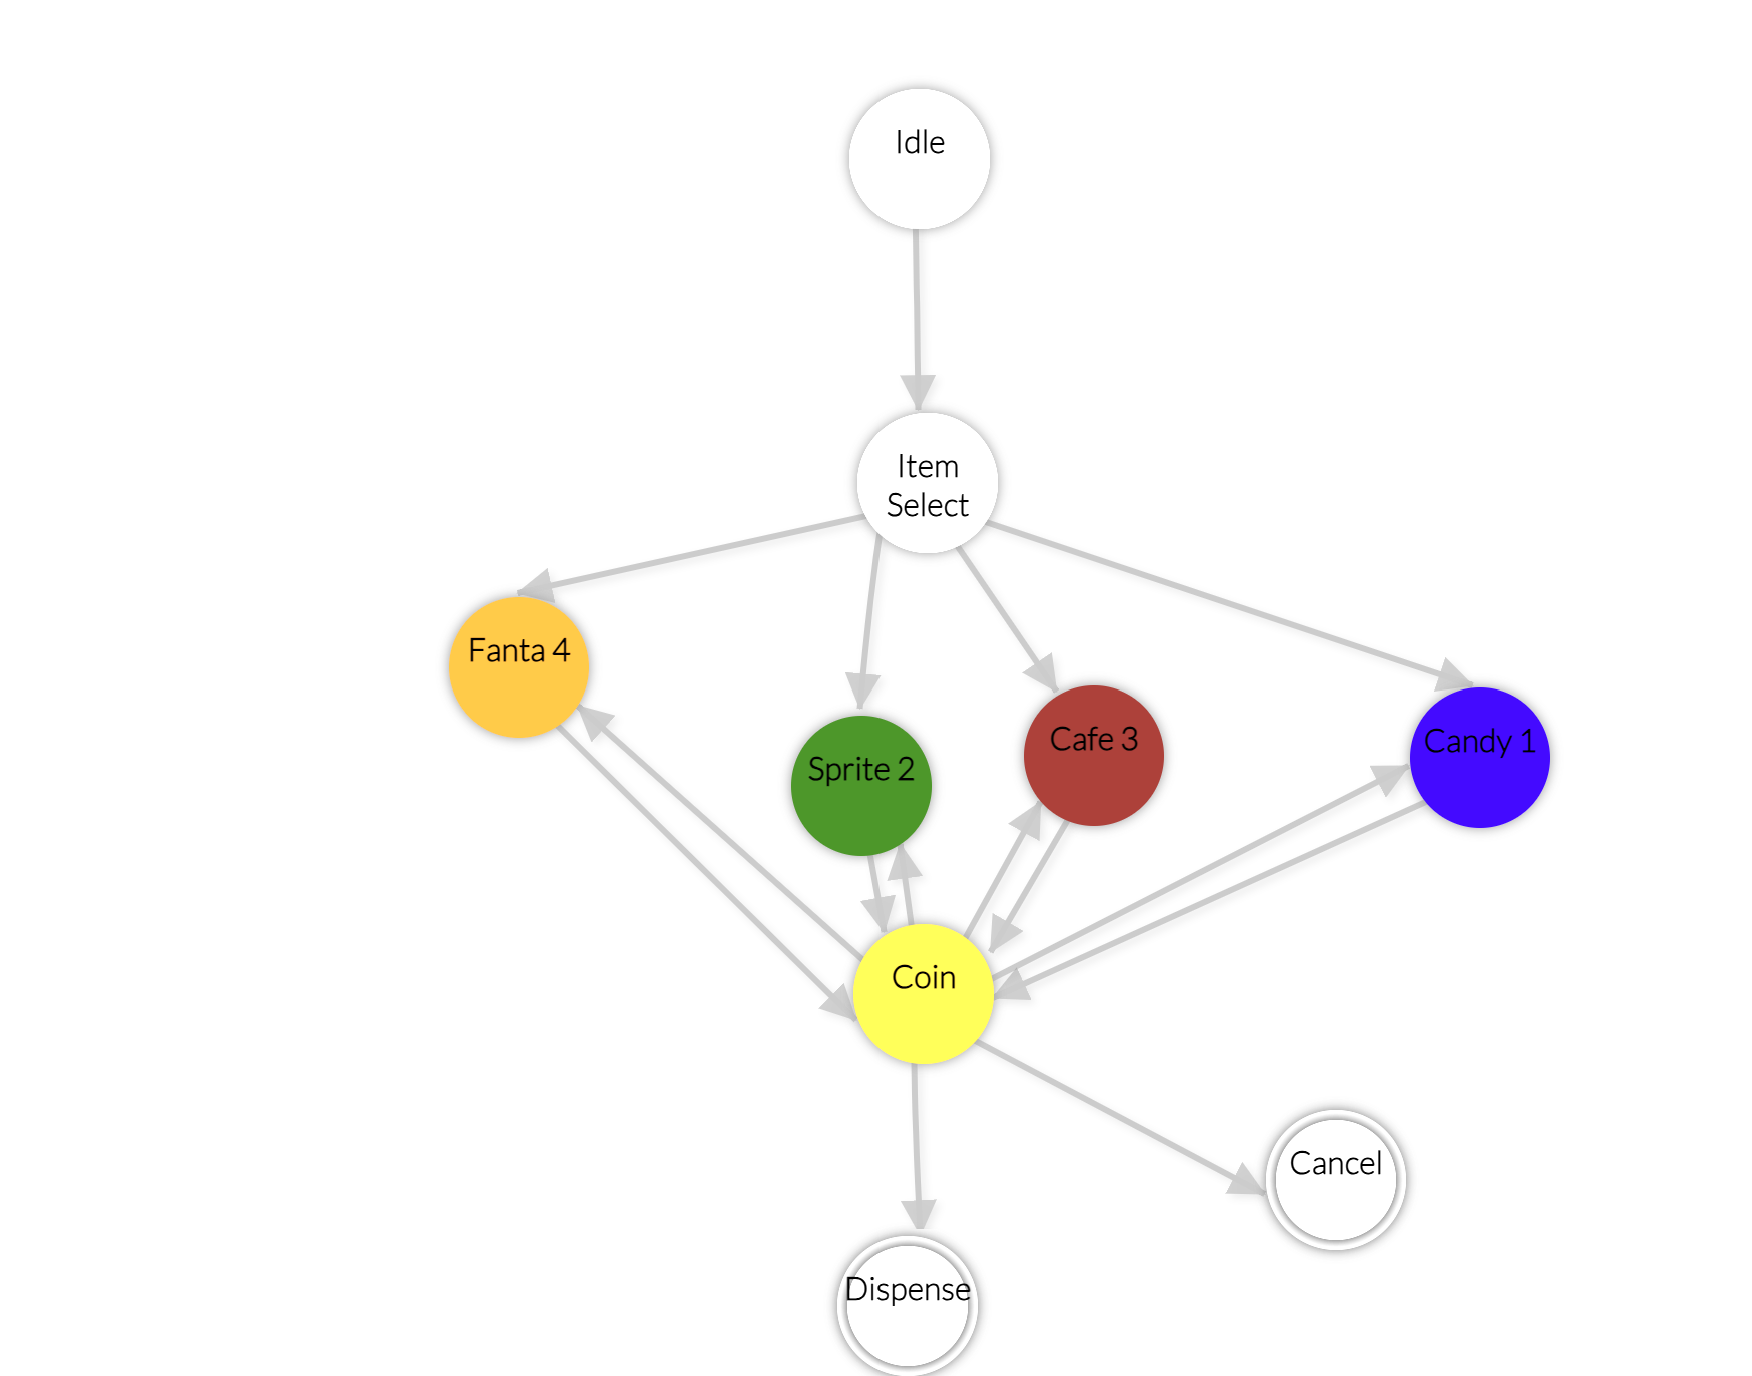 Idle
Item
Select
Fanta 4
Sprite 2
Cafe 3
Candy 1
Coin
Cancel
Dispense